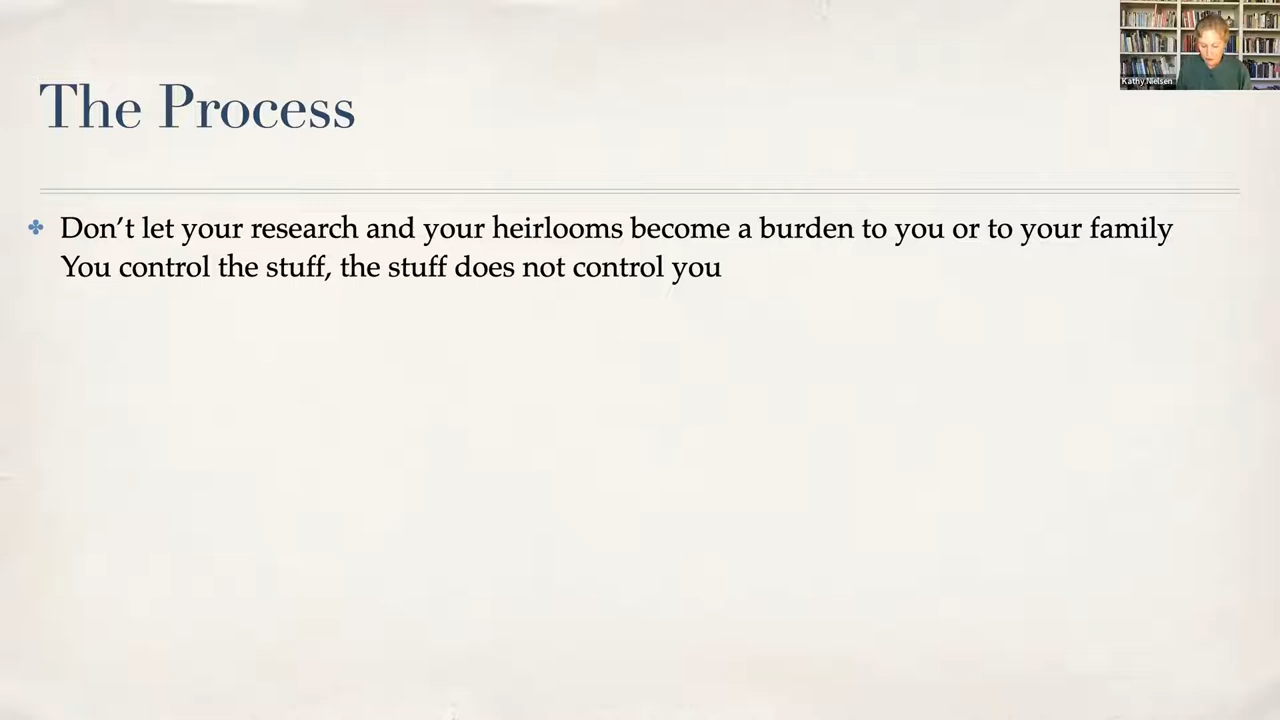 The Process
Kathy Nielsen
Don’t let your research and your heirlooms become a burden to you or to your family
You control the stuff, the stuff does not control you